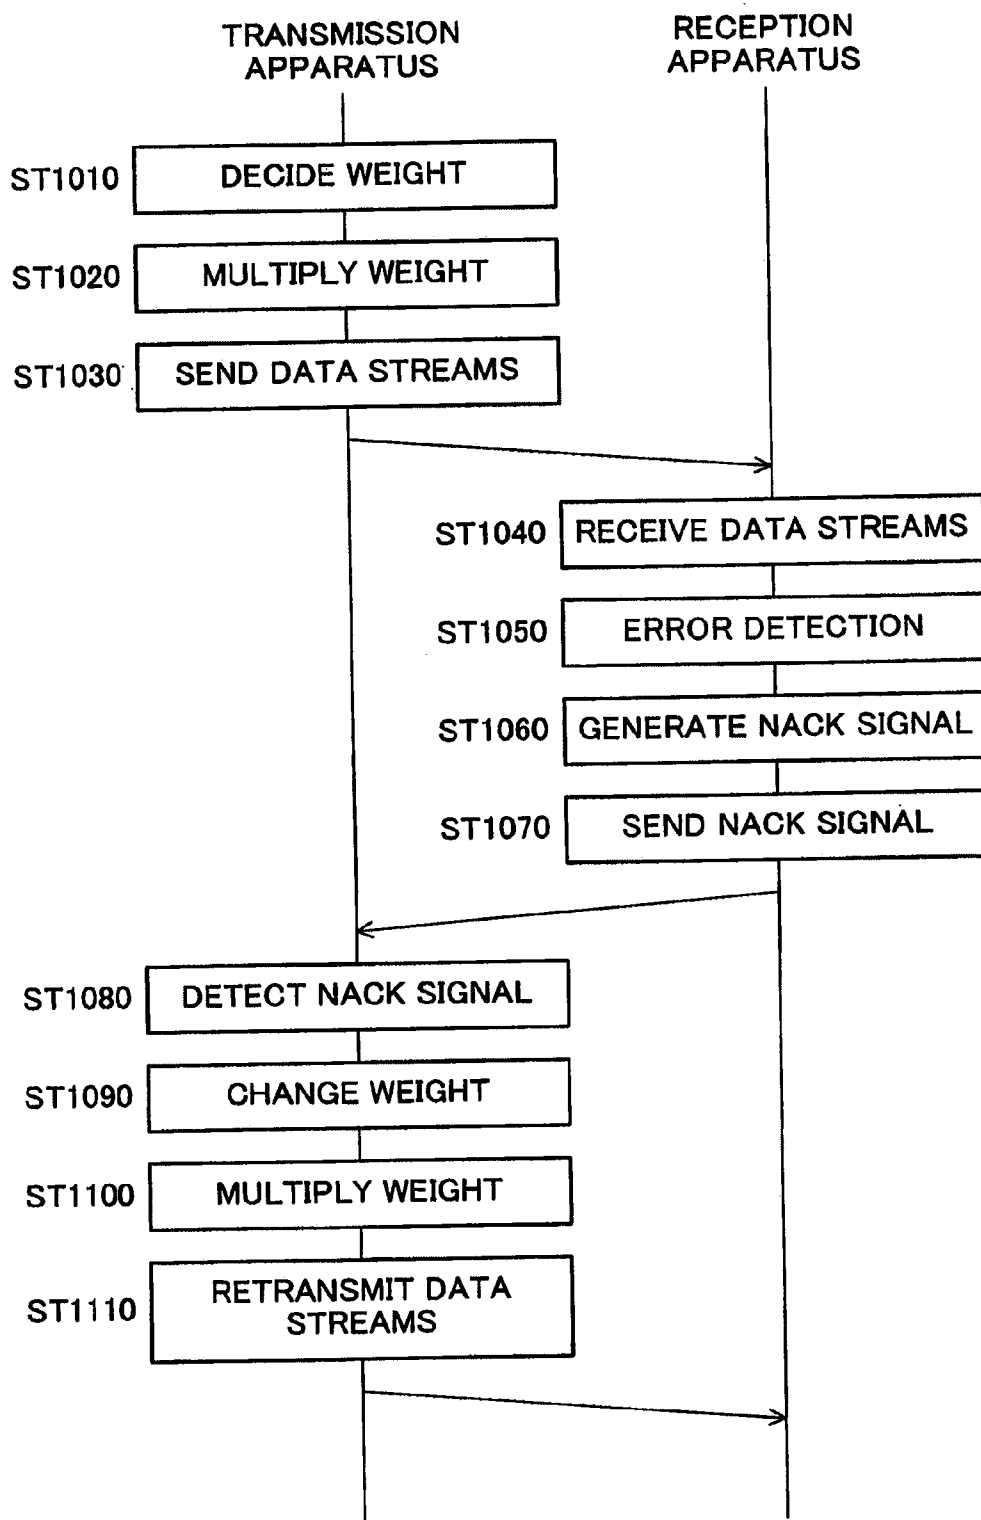 TRANSMISSION
APPARATUS
RECEPTION
APPARATUS
ST1010
DECIDE WEIGHT
ST1020
MULTIPLY WEIGHT
ST1030
SEND DATA STREAMS
ST1040
RECEIVE DATA STREAMS
ST1050
ERROR DETECTION
ST1060
GENERATE NACK SIGNAL
ST1070
SEND NACK SIGNAL
ST1080
DETECT NACK SIGNAL
ST1090
CHANGE WEIGHT
ST1100
MULTIPLY WEIGHT
ST1110
RETRANSMIT DATA
STREAMS